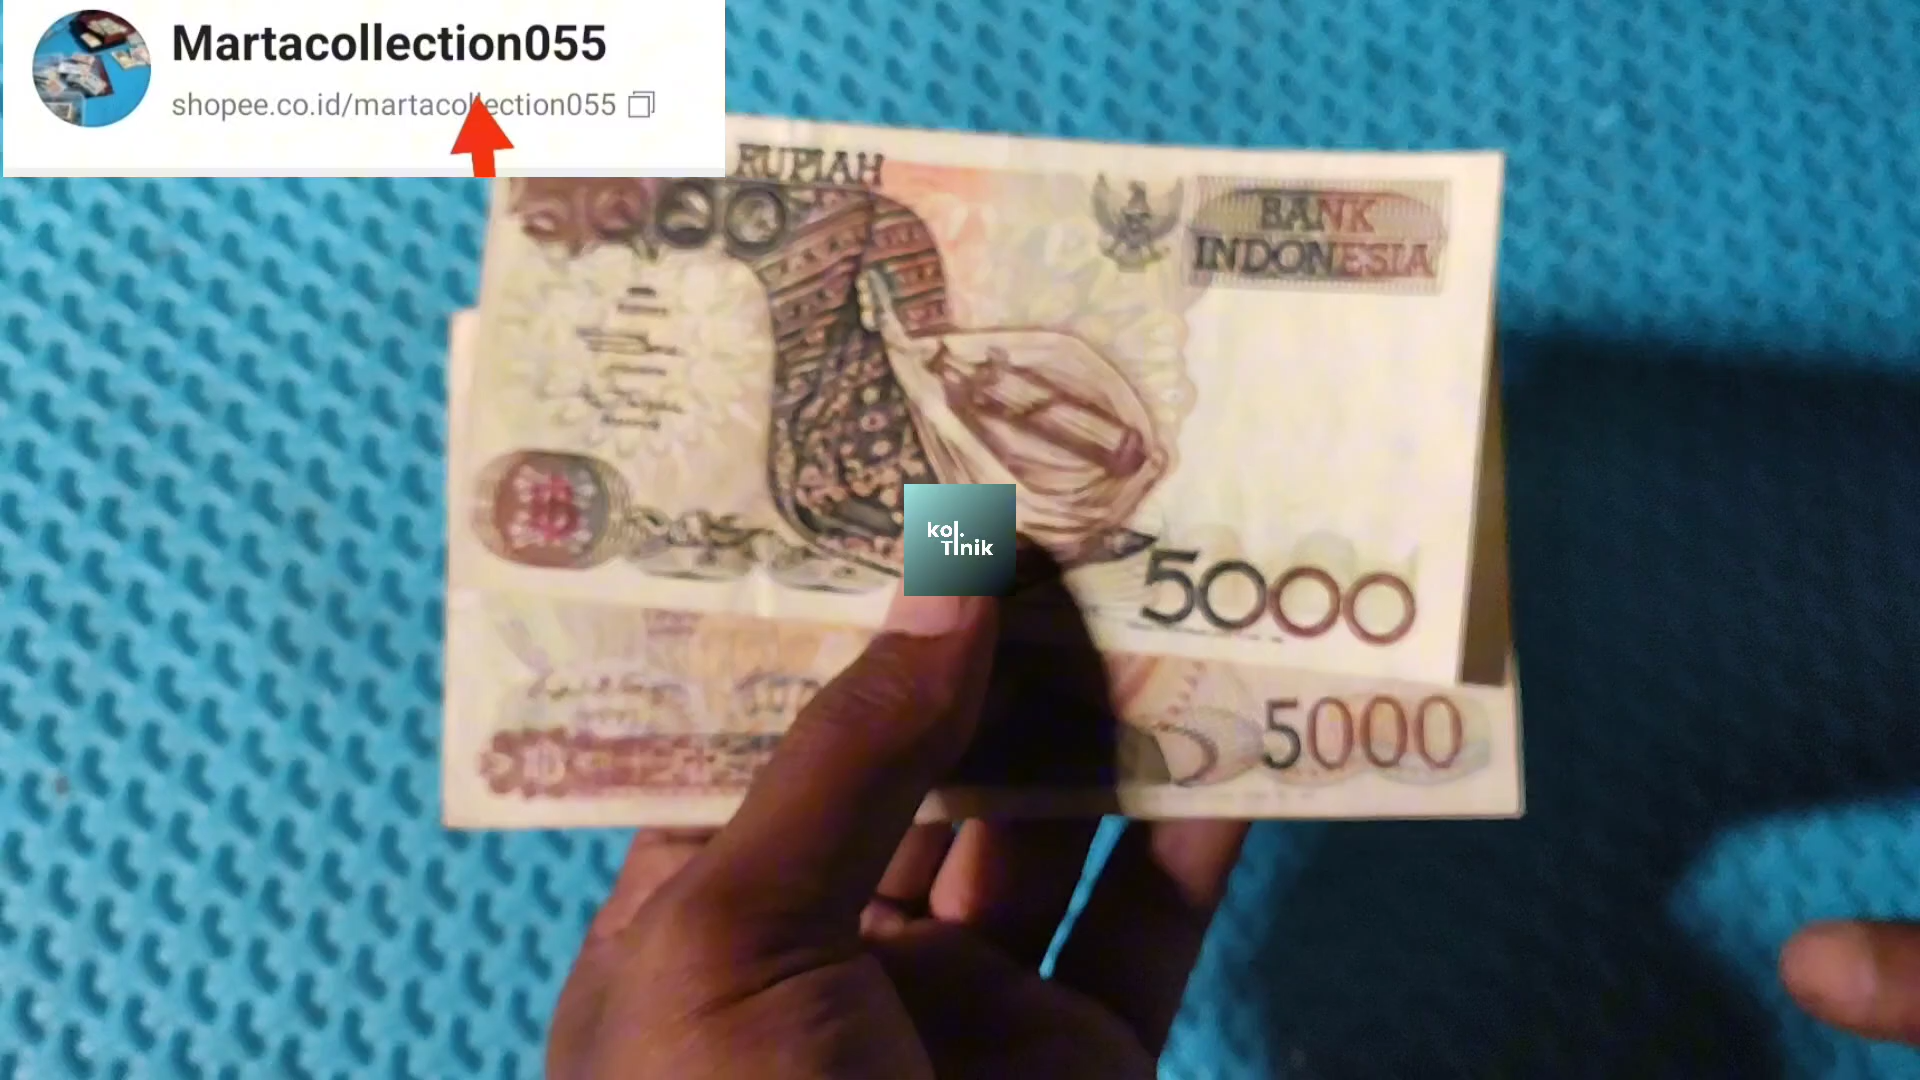 Martacollection055
shopee.co.id/martacollection055
RUPIAH
BANK
INDONESIA
5000
5000
kol.
Tinik